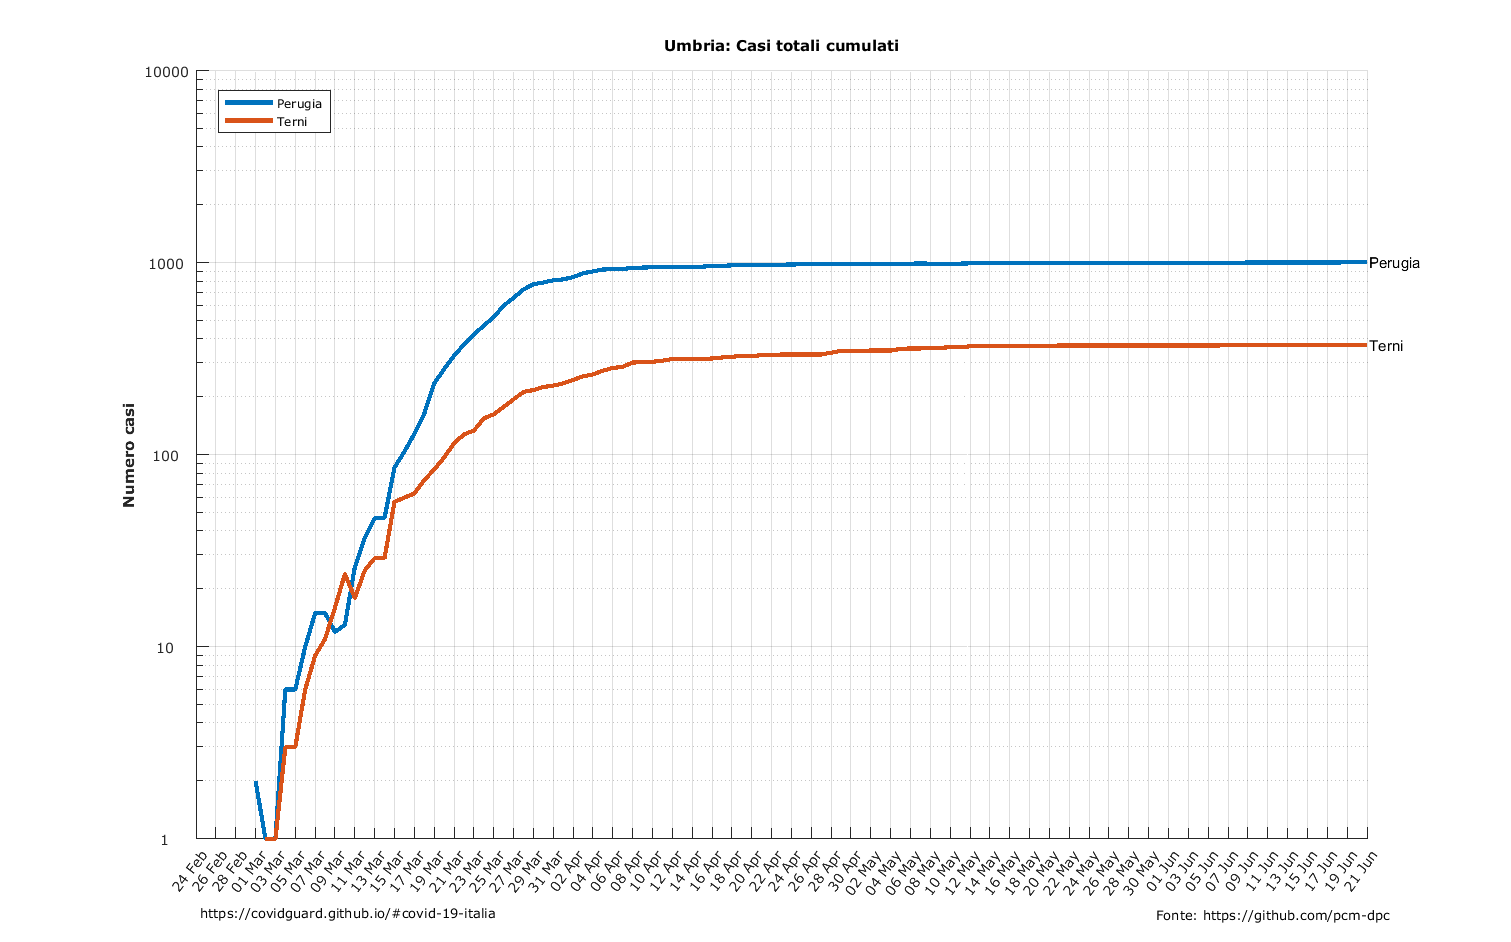 Umbria: Casi totali cumulati
10000
1000
100
10
1
Numero casi
Perugia
Terni
Perugia
Terni
24 Feb
26 Feb
28 Feb
01 Mar
03 Mar
05 Mar
07 Mar
09 Mar
11 Mar
13 Mar
15 Mar
17 Mar
19 Mar
21 Mar
23 Mar
25 Mar
27 Mar
29 Mar
31 Mar
02 Apr
04 Apr
06 Apr
08 Apr
10 Apr
12 Apr
14 Apr
16 Apr
18 Apr
20 Apr
22 Apr
24 Apr
26 Apr
28 Apr
30 Apr
02 May
04 May
06 May
08 May
10 May
12 May
14 May
16 May
18 May
20 May
22 May
24 May
26 May
28 May
30 May
01 Jun
03 Jun
05 Jun
07 Jun
09 Jun
11 Jun
13 Jun
15 Jun
17 Jun
19 Jun
21 Jun
https://covidguard.github.io/#covid-19-italia
Fonte: https://github.com/pcm-dpc